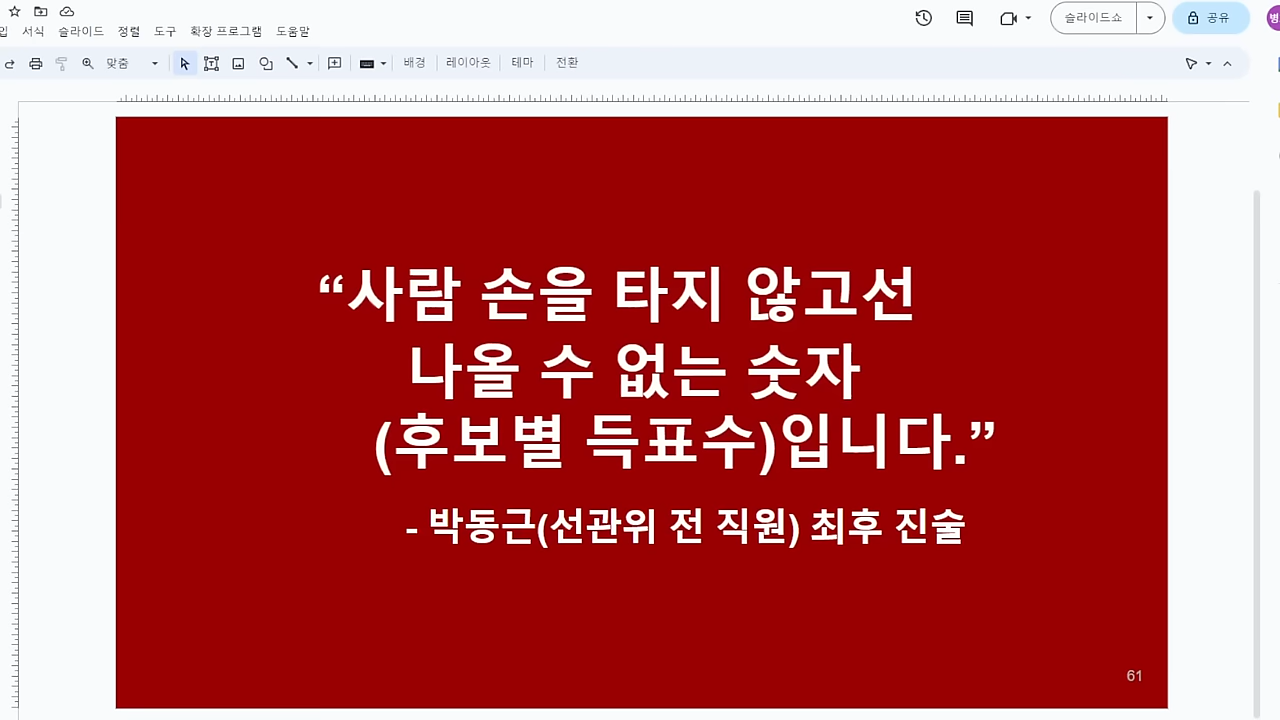 입 서식 슬라이드 정렬 도구 확장 프로그램 도움말
슬라이드쇼
공유
병
맞춤 배경 레이아웃 테마 전환
“사람 손을 타지 않고선
나올 수 없는 숫자
(후보별 득표수)입니다.”
- 박동근(선관위 전 직원) 최후 진술
61